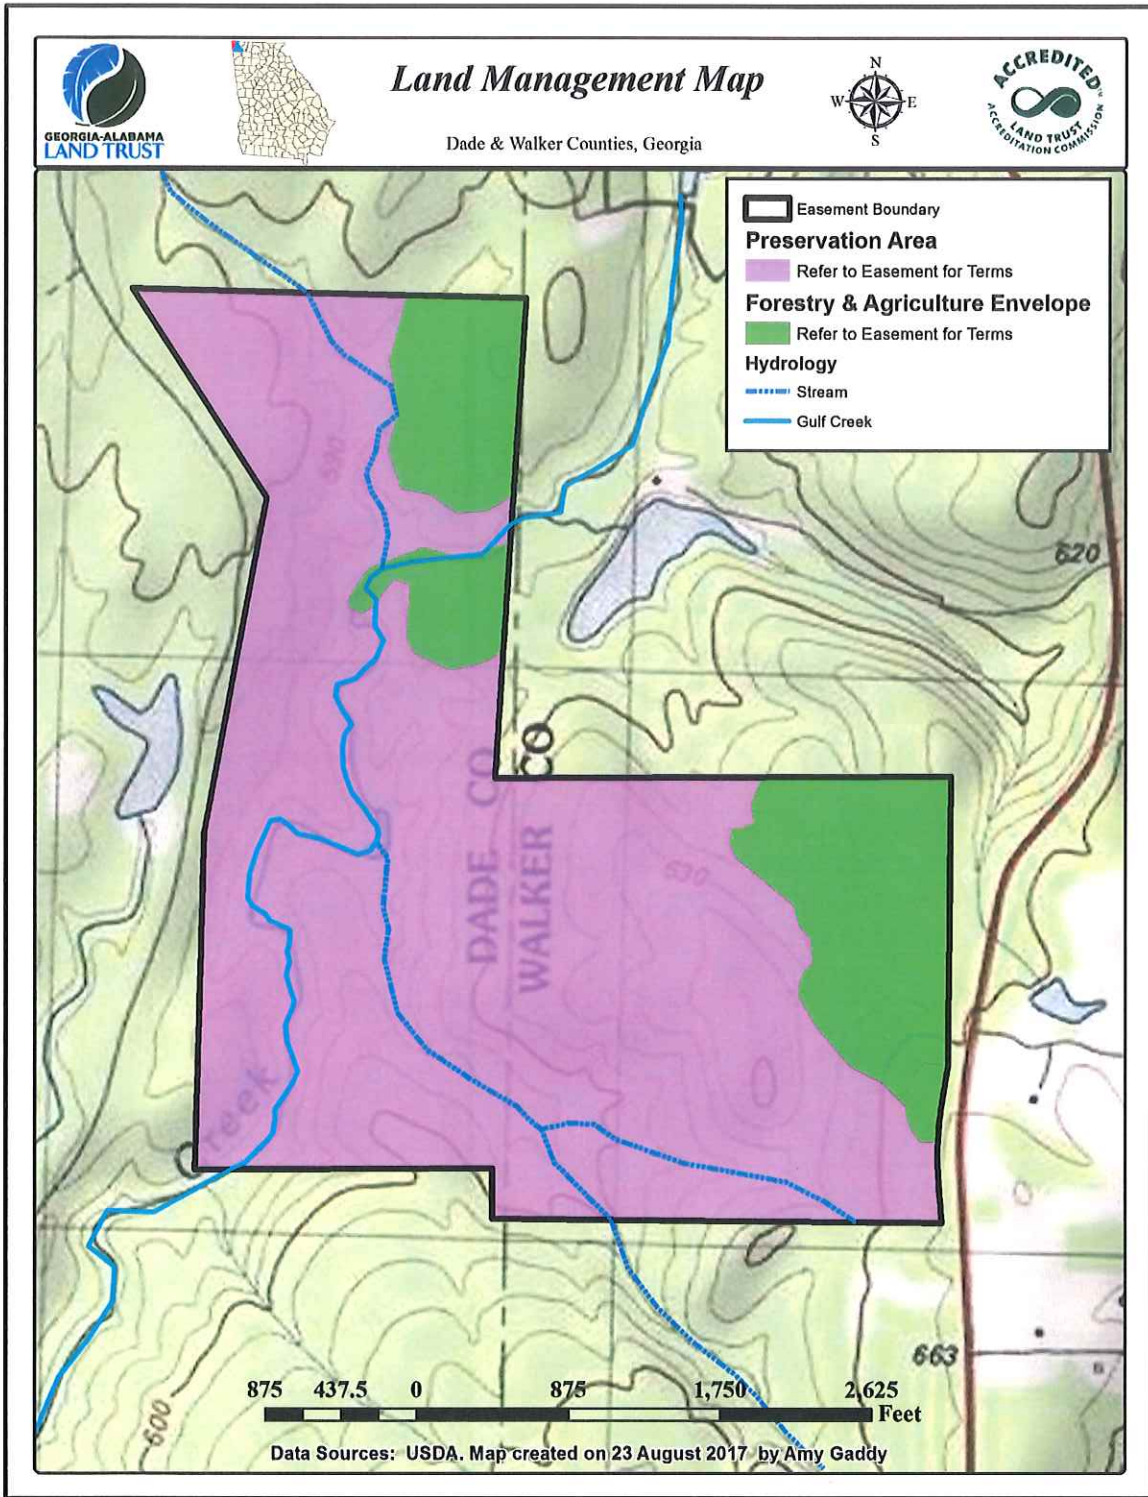 GEORGIA-ALABAMA
LAND TRUST
Land Management Map
Dade & Walker Counties, Georgia
N
W
E
S
ACCREDITED
LAND TRUST
ACCREDITATION COMMISSION
Easement Boundary
Preservation Area
Refer to Easement for Terms
Forestry & Agriculture Envelope
Refer to Easement for Terms
Hydrology
Stream
Gulf Creek
620
CO
DADE CO
WALKER
630
Creek
663
600
875 437.5 0 875 1,750 2,625
Feet
Data Sources: USDA. Map created on 23 August 2017 by Amy Gaddy